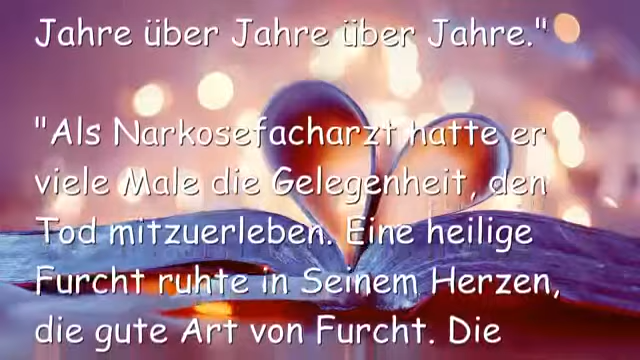 Jahre über Jahre über Jahre."
"Als Narkosefacharzt hatte er
viele Male die Gelegenheit, den
Tod mitzuerleben. Eine heilige
Furcht ruhte in Seinem Herzen,
die gute Art von Furcht. Die